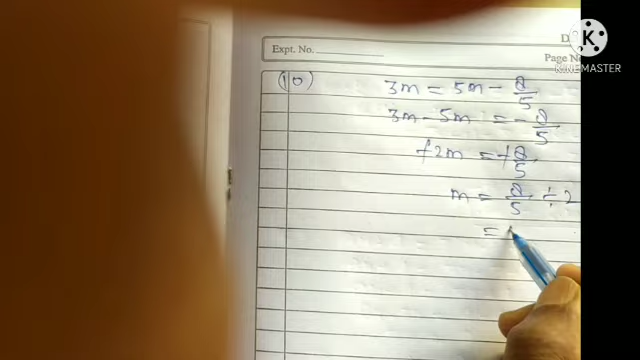 D
Expt. No.
Page No
K
KINEMASTER
(10) 3m = 5m - 8/5
3m - 5m = -8/5
+2m = +8/5
m = 8/5 ÷ 2
=